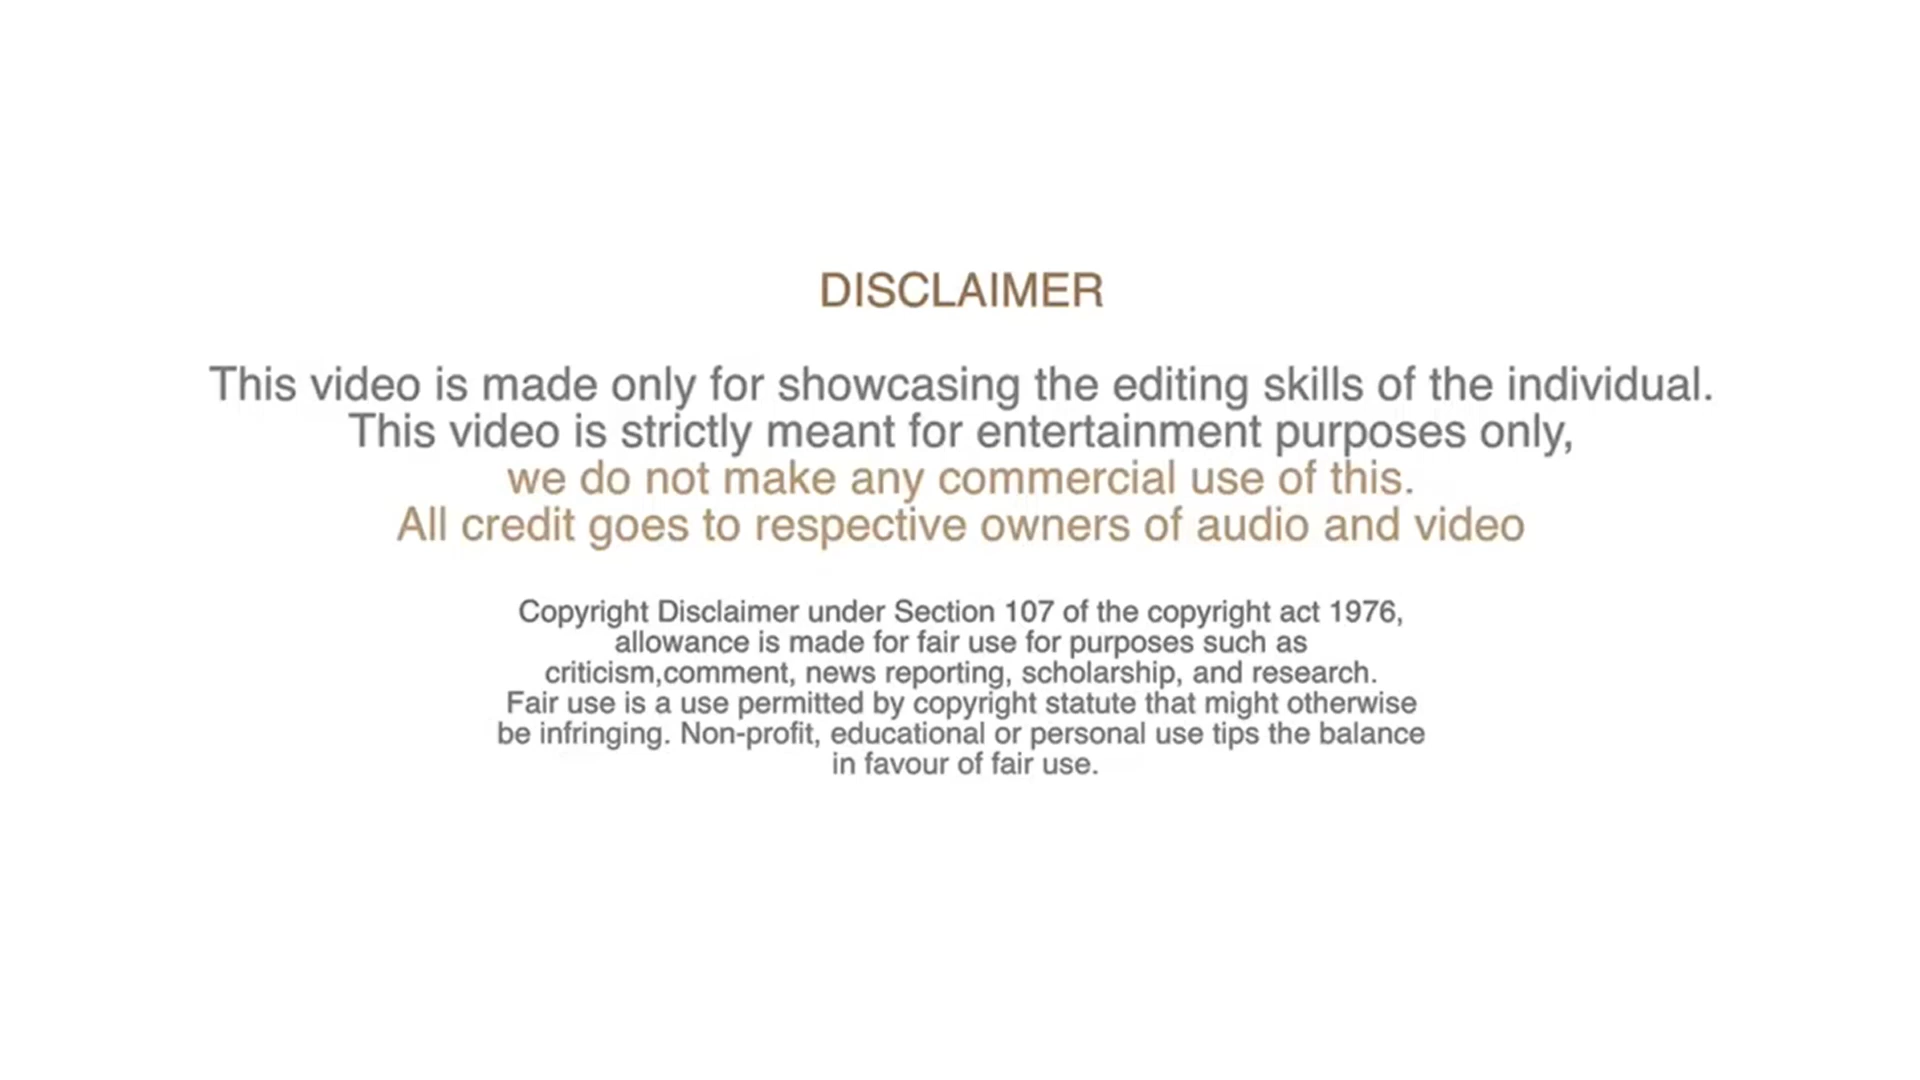 DISCLAIMER
This video is made only for showcasing the editing skills of the individual.
This video is strictly meant for entertainment purposes only,
we do not make any commercial use of this.
All credit goes to respective owners of audio and video
Copyright Disclaimer under Section 107 of the copyright act 1976,
allowance is made for fair use for purposes such as
criticism,comment, news reporting, scholarship, and research.
Fair use is a use permitted by copyright statute that might otherwise
be infringing. Non-profit, educational or personal use tips the balance
in favour of fair use.